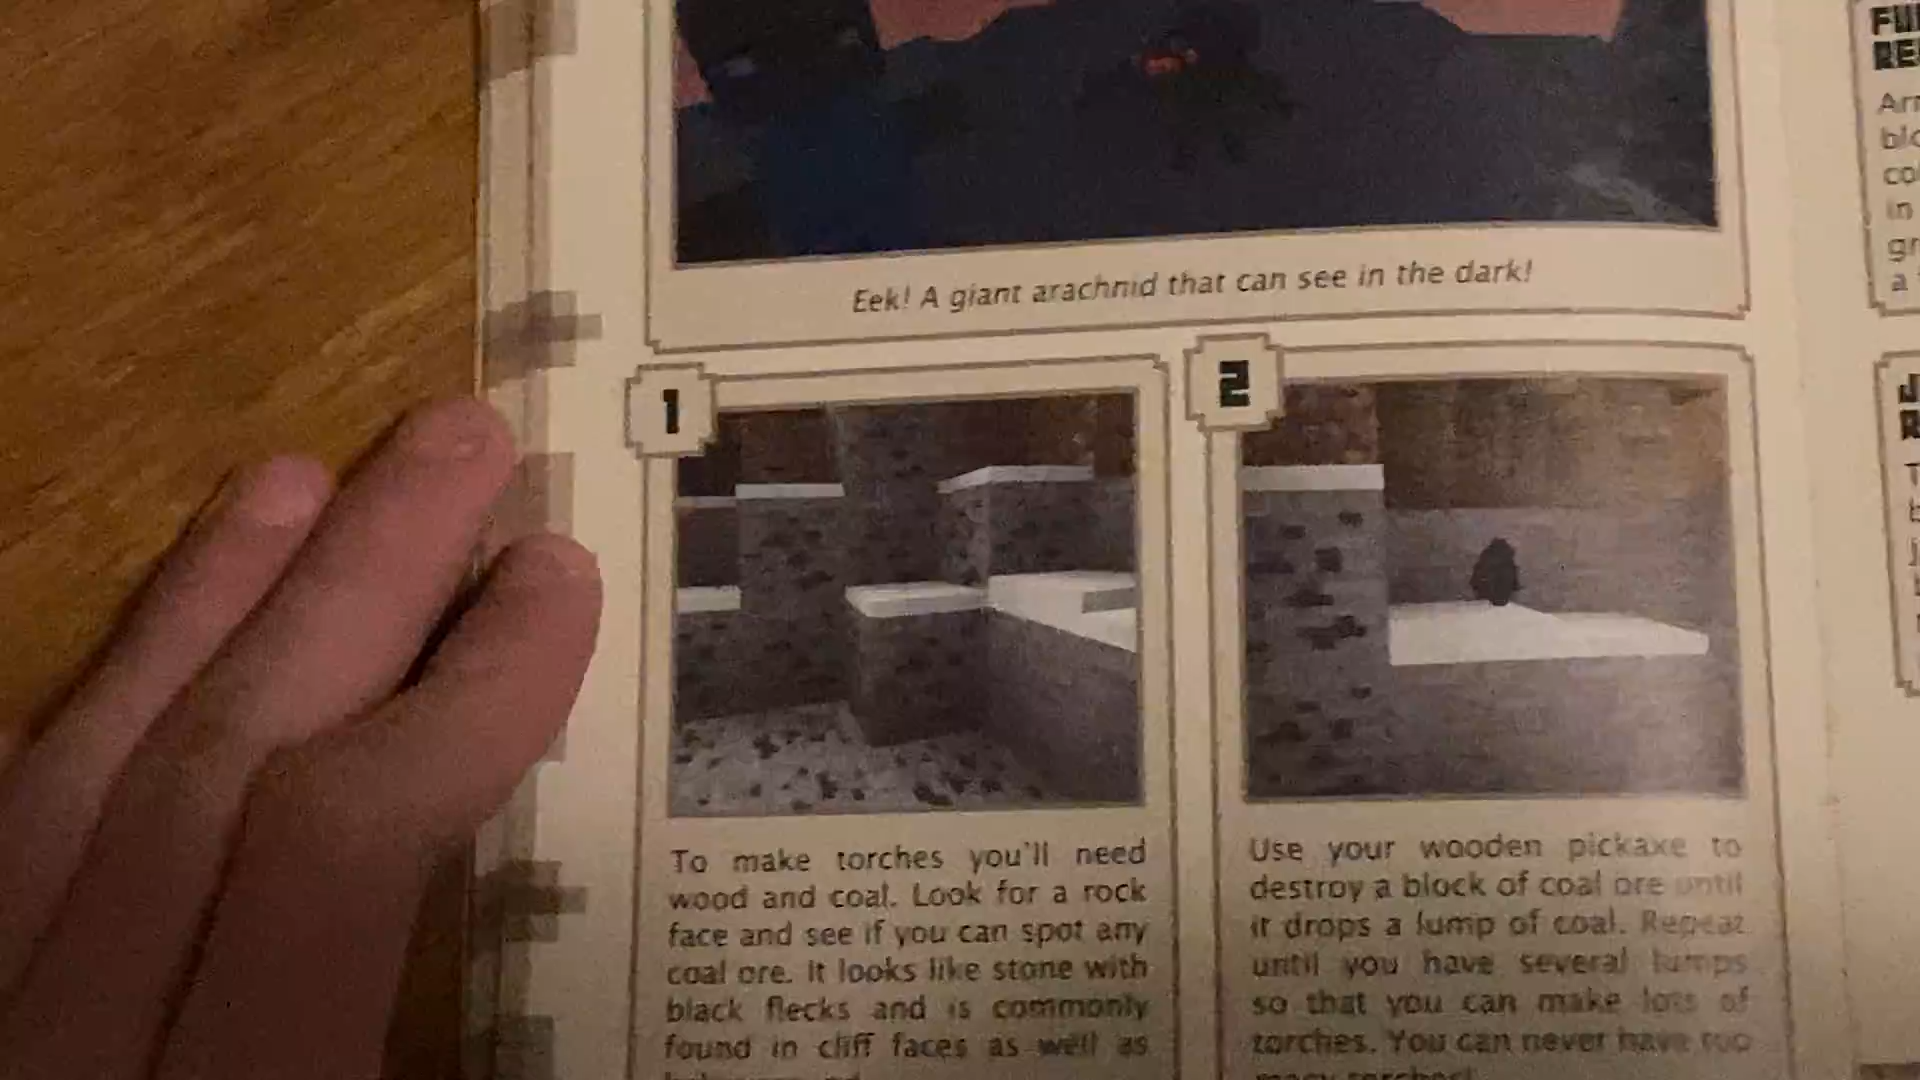 Eek! A giant arachnid that can see in the dark!
1
To make torches you'll need
wood and coal. Look for a rock
face and see if you can spot any
coal ore. It looks like stone with
black flecks and is commonly
found in cliff faces as well as
2
Use your wooden pickaxe to
destroy a block of coal ore until
it drops a lump of coal. Repeat
until you have several lumps
so that you can make lots of
torches. You can never have too
many torches!
in
a